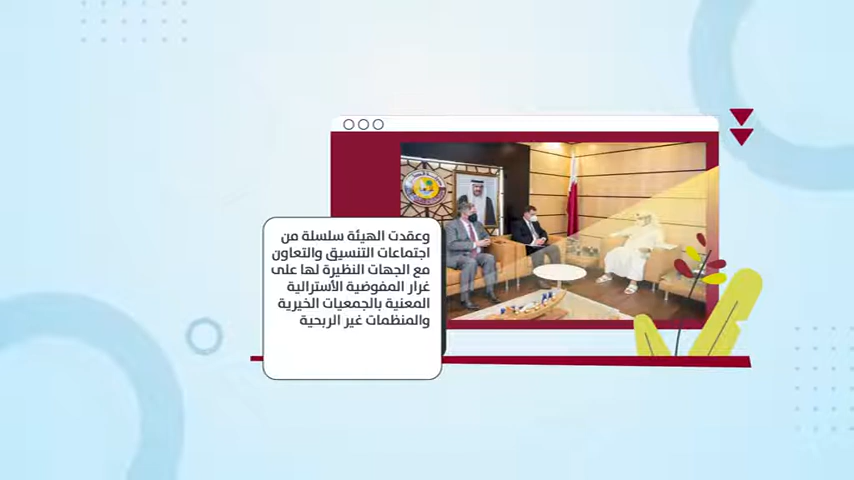 وعقدت الهيئة سلسلة من
اجتماعات التنسيق والتعاون
مع الجهات النظيرة لها على
غرار المفوضية الأسترالية
المعنية بالجمعيات الخيرية
والمنظمات غير الربحية